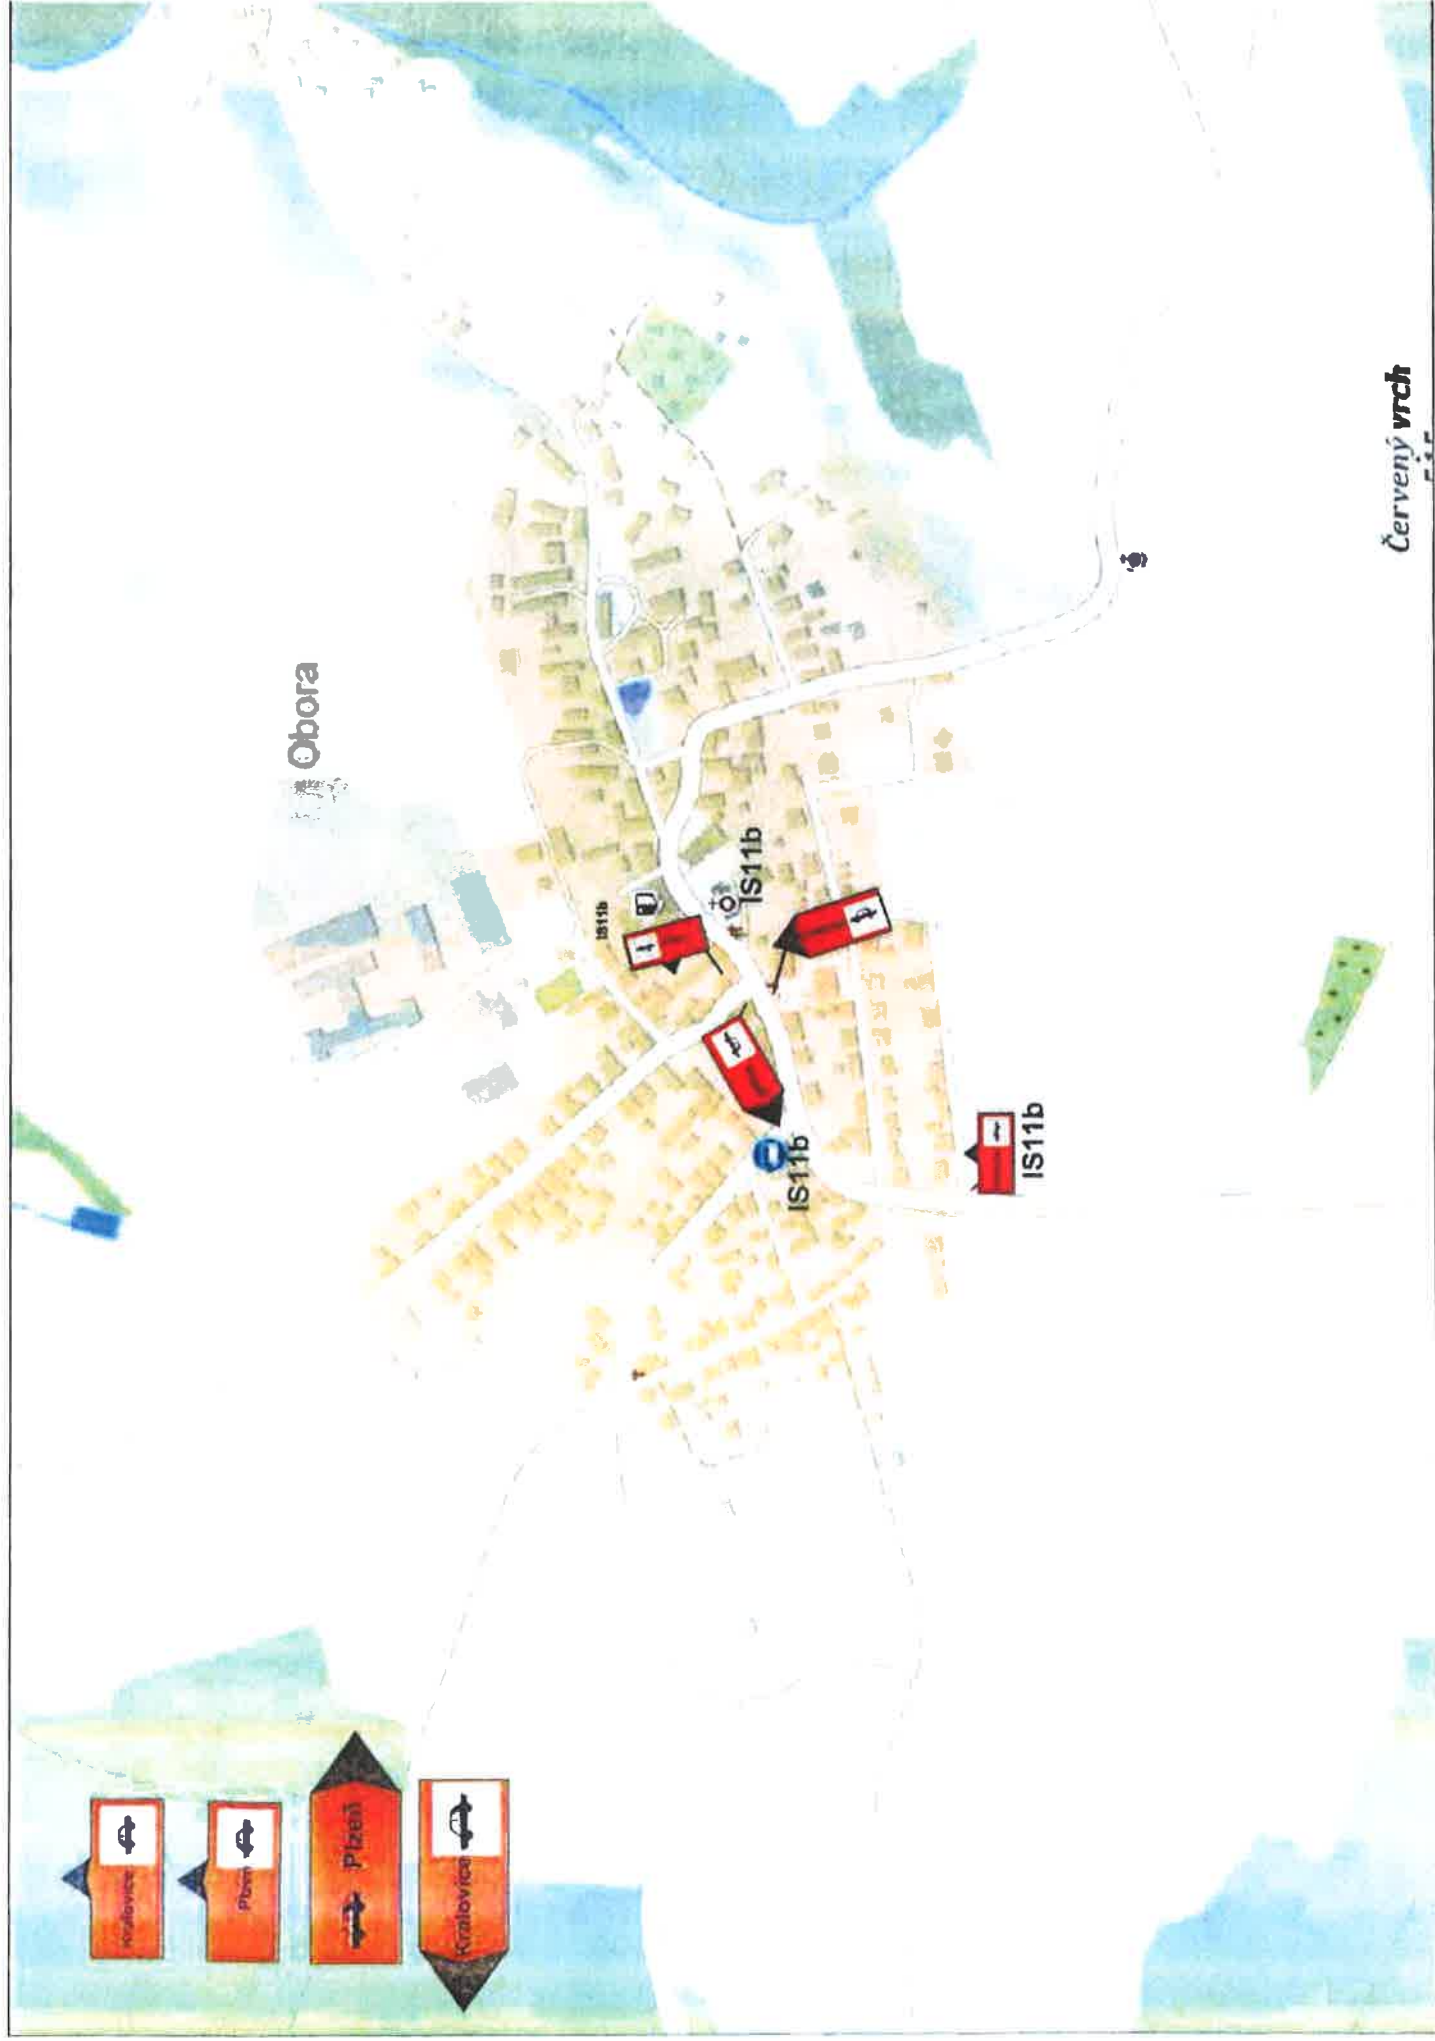 Kralovice
Plzeň
Plzeň
Kralovice
Obora
IS11b
IS11b
IS11b
IS11b
Červený vrch